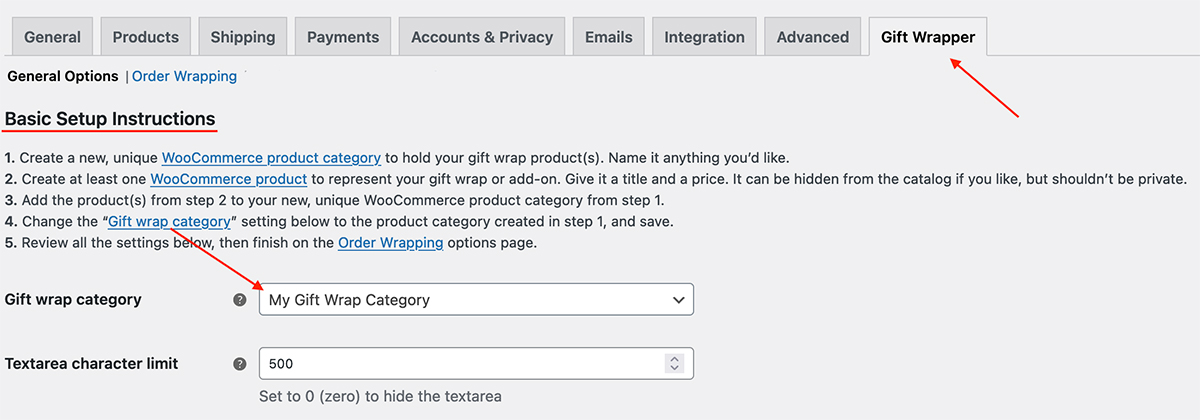 General Products Shipping Payments Accounts & Privacy Emails Integration Advanced Gift Wrapper
General Options | Order Wrapping
Basic Setup Instructions
1. Create a new, unique WooCommerce product category to hold your gift wrap product(s). Name it anything you’d like.
2. Create at least one WooCommerce product to represent your gift wrap or add-on. Give it a title and a price. It can be hidden from the catalog if you like, but shouldn’t be private.
3. Add the product(s) from step 2 to your new, unique WooCommerce product category from step 1.
4. Change the “Gift wrap category” setting below to the product category created in step 1, and save.
5. Review all the settings below, then finish on the Order Wrapping options page.
Gift wrap category ? My Gift Wrap Category
Textarea character limit ? 500
Set to 0 (zero) to hide the textarea